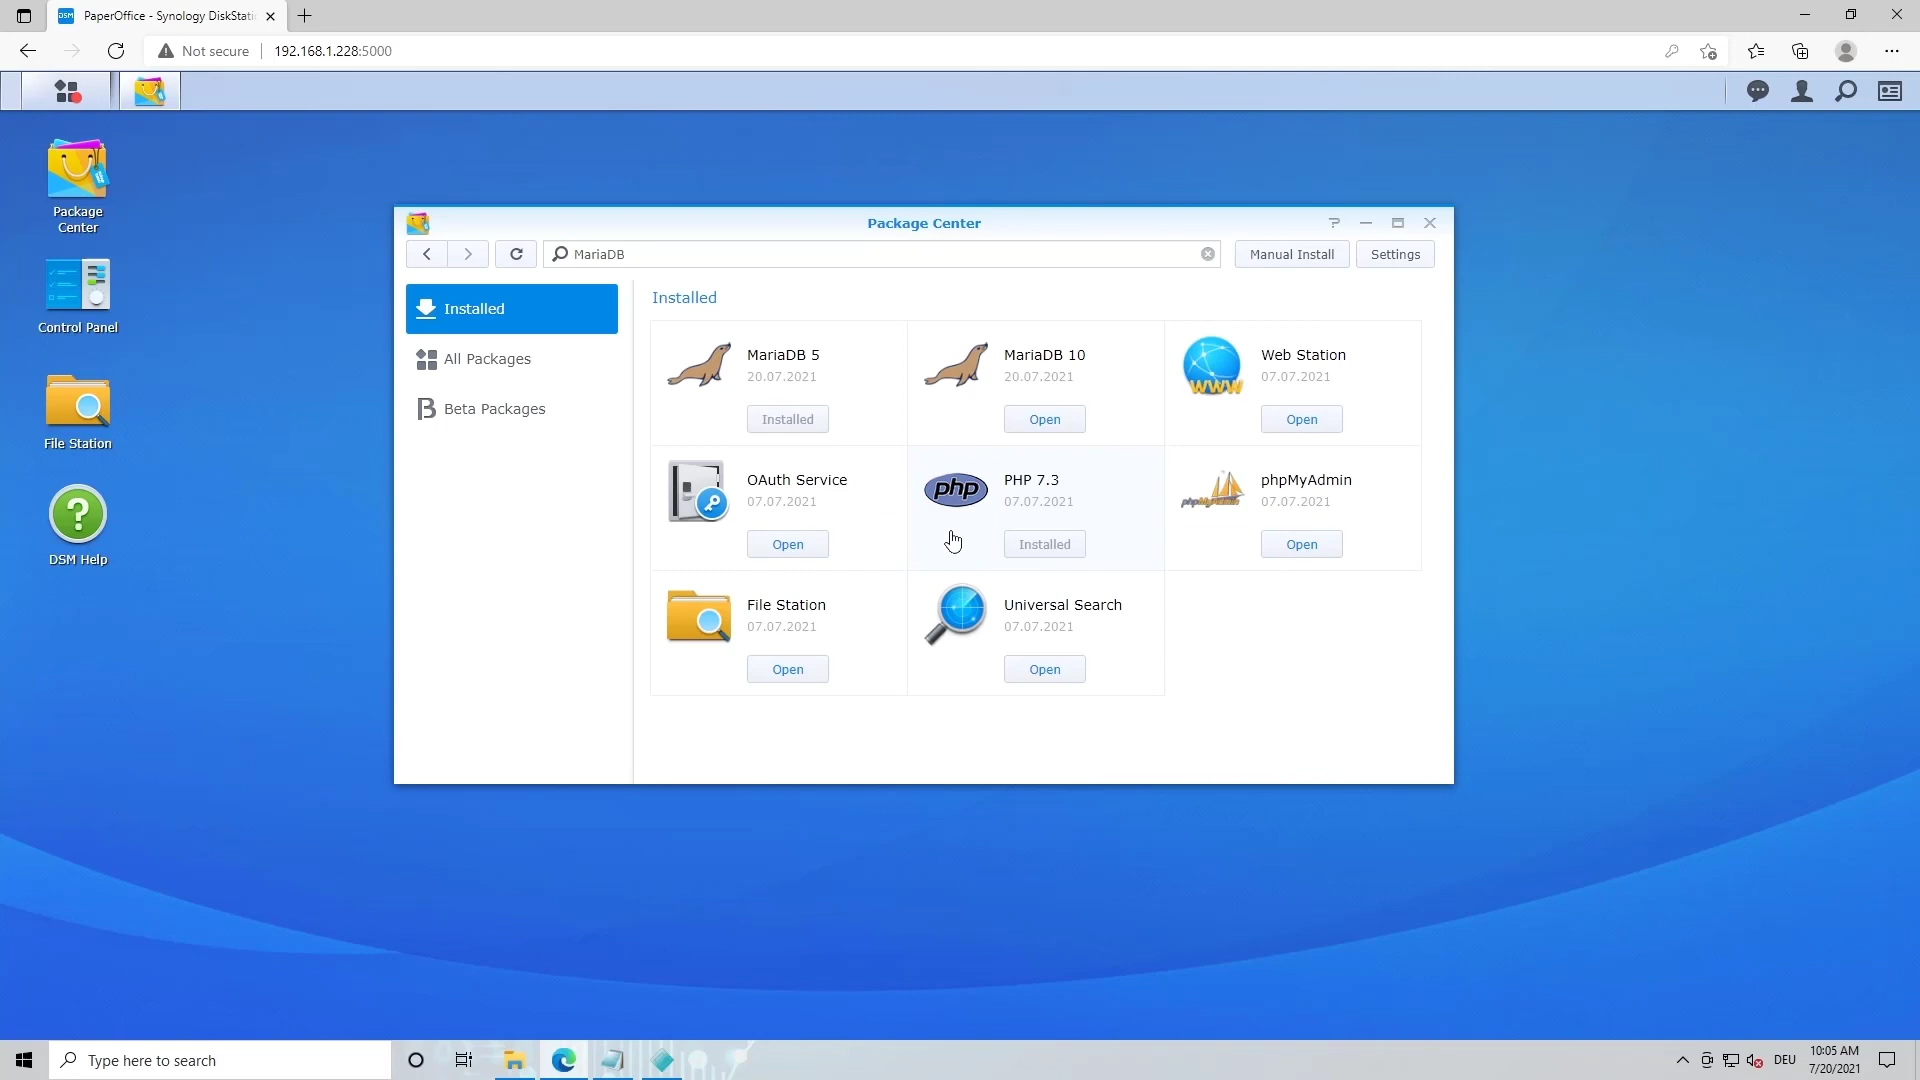 PaperOffice - Synology DiskStati
Not secure
192.168.1.228:5000
Package
Center
Control Panel
File Station
DSM Help
Package Center
MariaDB
Manual Install
Settings
Installed
All Packages
Beta Packages
Installed
MariaDB 5
20.07.2021
Installed
MariaDB 10
20.07.2021
Open
WWW
Web Station
07.07.2021
Open
OAuth Service
07.07.2021
Open
php
PHP 7.3
07.07.2021
Installed
phpMyAdmin
phpMyAdmin
07.07.2021
Open
File Station
07.07.2021
Open
Universal Search
07.07.2021
Open
Type here to search
DEU
10:05 AM
7/20/2021